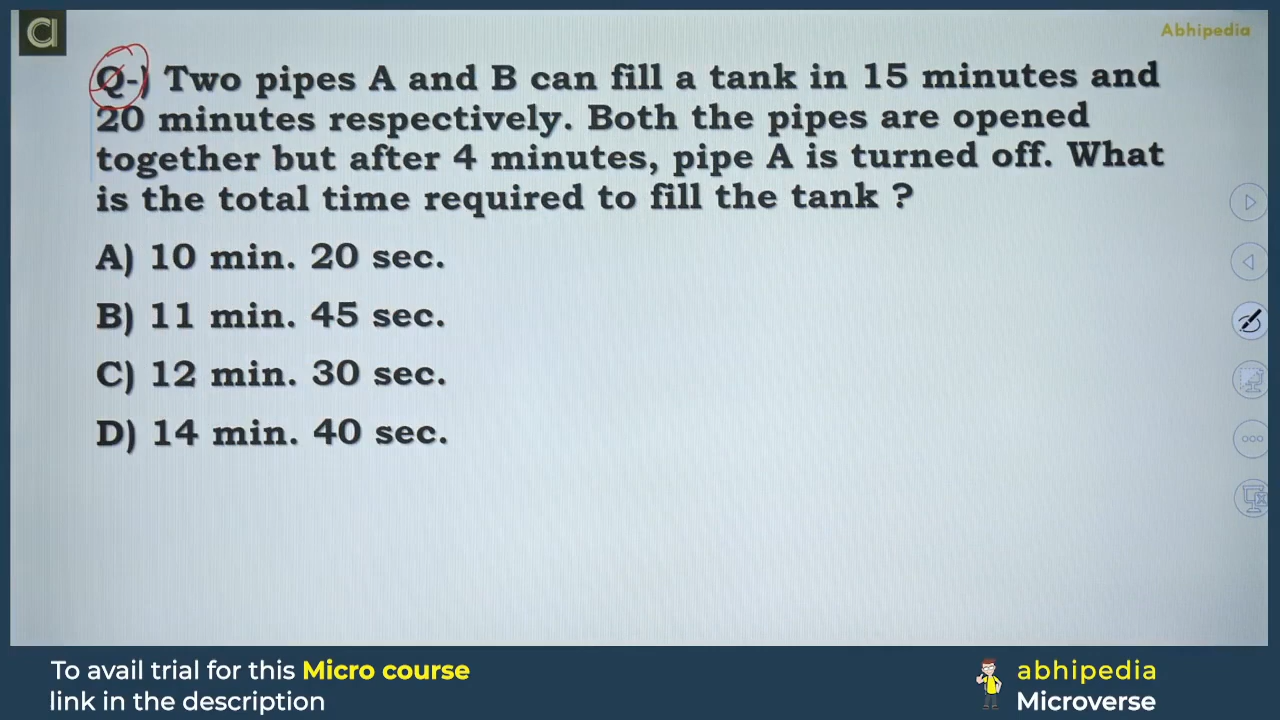 Abhipedia
Q-) Two pipes A and B can fill a tank in 15 minutes and
20 minutes respectively. Both the pipes are opened
together but after 4 minutes, pipe A is turned off. What
is the total time required to fill the tank ?
A) 10 min. 20 sec.
B) 11 min. 45 sec.
C) 12 min. 30 sec.
D) 14 min. 40 sec.
To avail trial for this Micro course
link in the description
abhipedia
Microverse